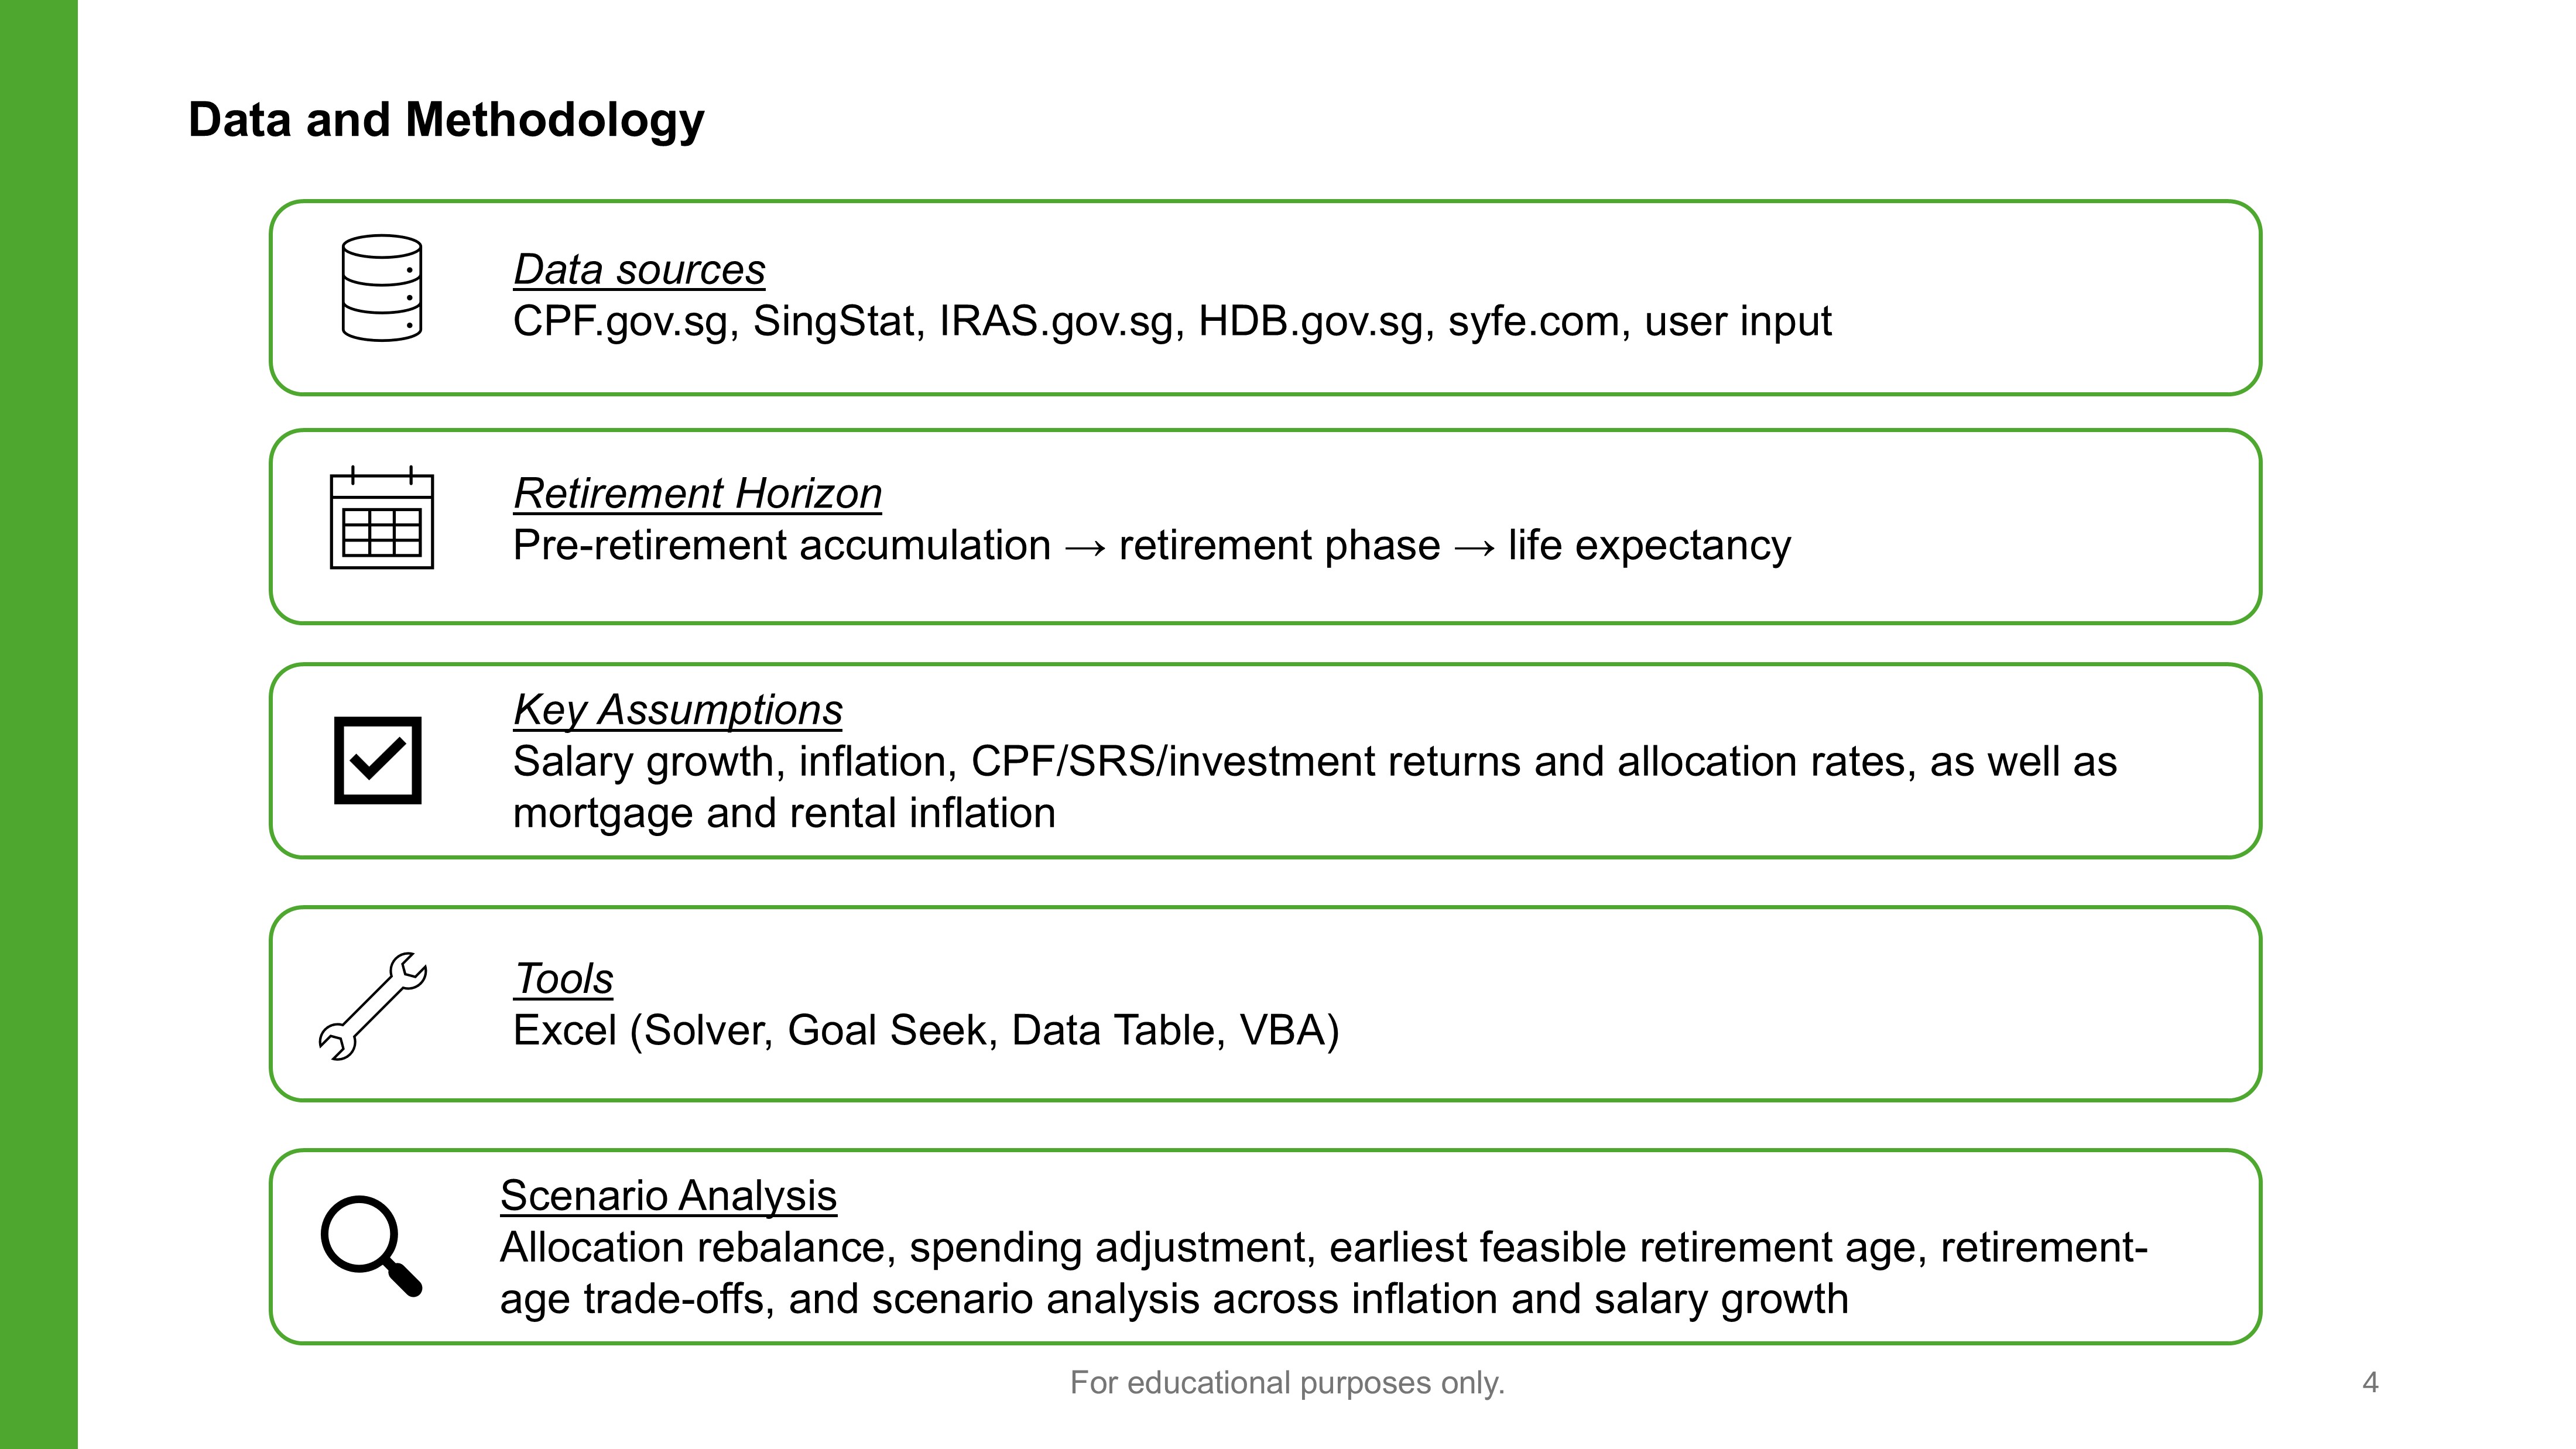 Data and Methodology
Data sources
CPF.gov.sg, SingStat, IRAS.gov.sg, HDB.gov.sg, syfe.com, user input
Retirement Horizon
Pre-retirement accumulation → retirement phase → life expectancy
Key Assumptions
Salary growth, inflation, CPF/SRS/investment returns and allocation rates, as well as
mortgage and rental inflation
Tools
Excel (Solver, Goal Seek, Data Table, VBA)
Scenario Analysis
Allocation rebalance, spending adjustment, earliest feasible retirement age, retirement-
age trade-offs, and scenario analysis across inflation and salary growth
For educational purposes only.
4